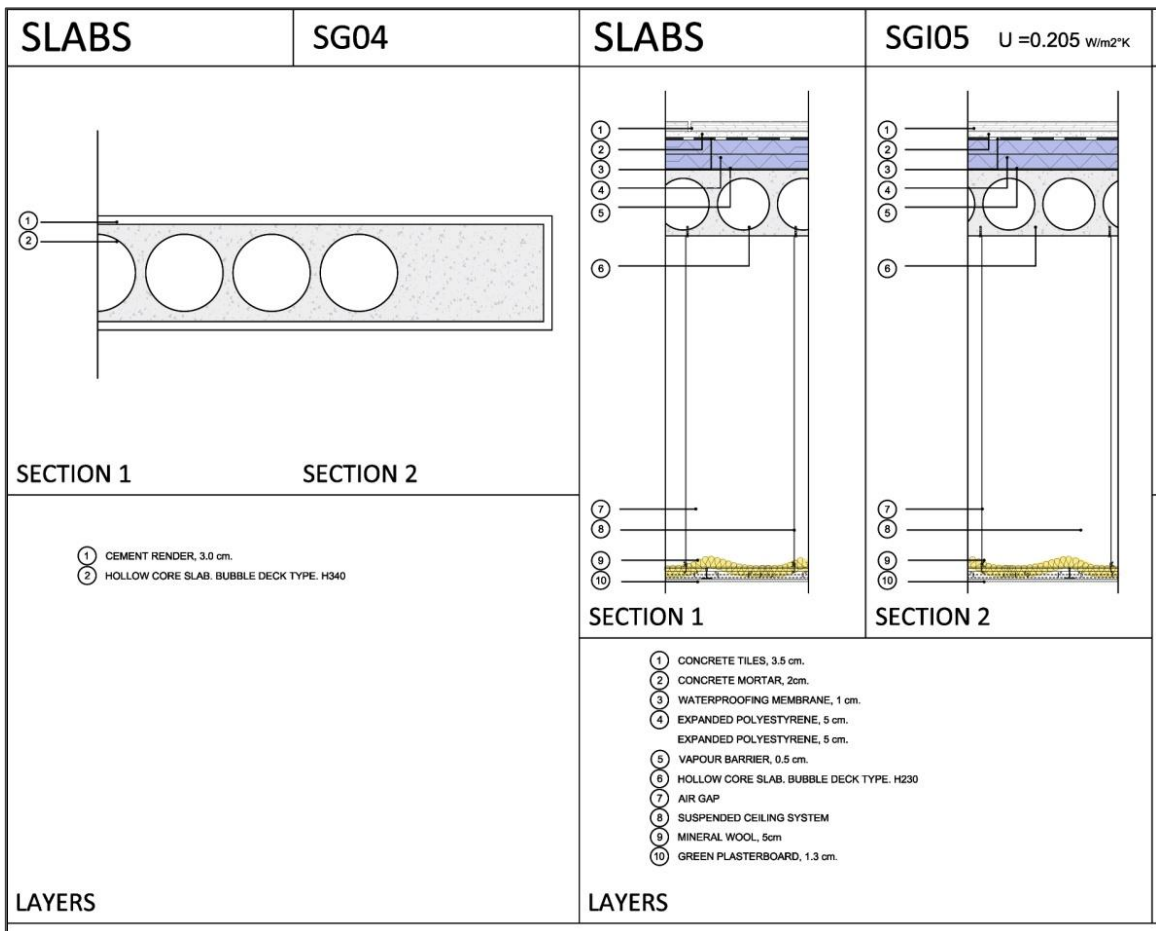 SLABS
SG04
1
2
SECTION 1
SECTION 2
1 CEMENT RENDER, 3.0 cm.
2 HOLLOW CORE SLAB. BUBBLE DECK TYPE. H340
LAYERS
SLABS
SGI05 U =0.205 W/m2°K
1
2
3
4
5
6
7
8
9
10
SECTION 1
1
2
3
4
5
6
7
8
9
10
SECTION 2
1 CONCRETE TILES, 3.5 cm.
2 CONCRETE MORTAR, 2cm.
3 WATERPROOFING MEMBRANE, 1 cm.
4 EXPANDED POLYESTYRENE, 5 cm.
EXPANDED POLYESTYRENE, 5 cm.
5 VAPOUR BARRIER, 0.5 cm.
6 HOLLOW CORE SLAB. BUBBLE DECK TYPE. H230
7 AIR GAP
8 SUSPENDED CEILING SYSTEM
9 MINERAL WOOL, 5cm
10 GREEN PLASTERBOARD, 1.3 cm.
LAYERS